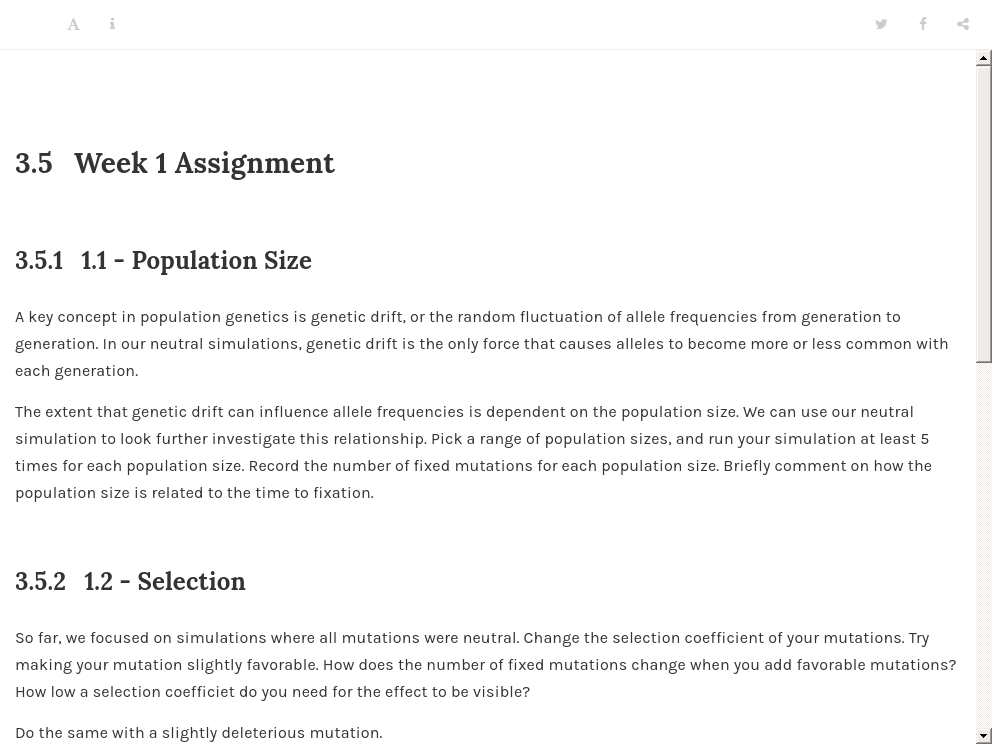 A i
3.5 Week 1 Assignment
3.5.1 1.1 - Population Size
A key concept in population genetics is genetic drift, or the random fluctuation of allele frequencies from generation to
generation. In our neutral simulations, genetic drift is the only force that causes alleles to become more or less common with
each generation.
The extent that genetic drift can influence allele frequencies is dependent on the population size. We can use our neutral
simulation to look further investigate this relationship. Pick a range of population sizes, and run your simulation at least 5
times for each population size. Record the number of fixed mutations for each population size. Briefly comment on how the
population size is related to the time to fixation.
3.5.2 1.2 - Selection
So far, we focused on simulations where all mutations were neutral. Change the selection coefficient of your mutations. Try
making your mutation slightly favorable. How does the number of fixed mutations change when you add favorable mutations?
How low a selection coefficiet do you need for the effect to be visible?
Do the same with a slightly deleterious mutation.